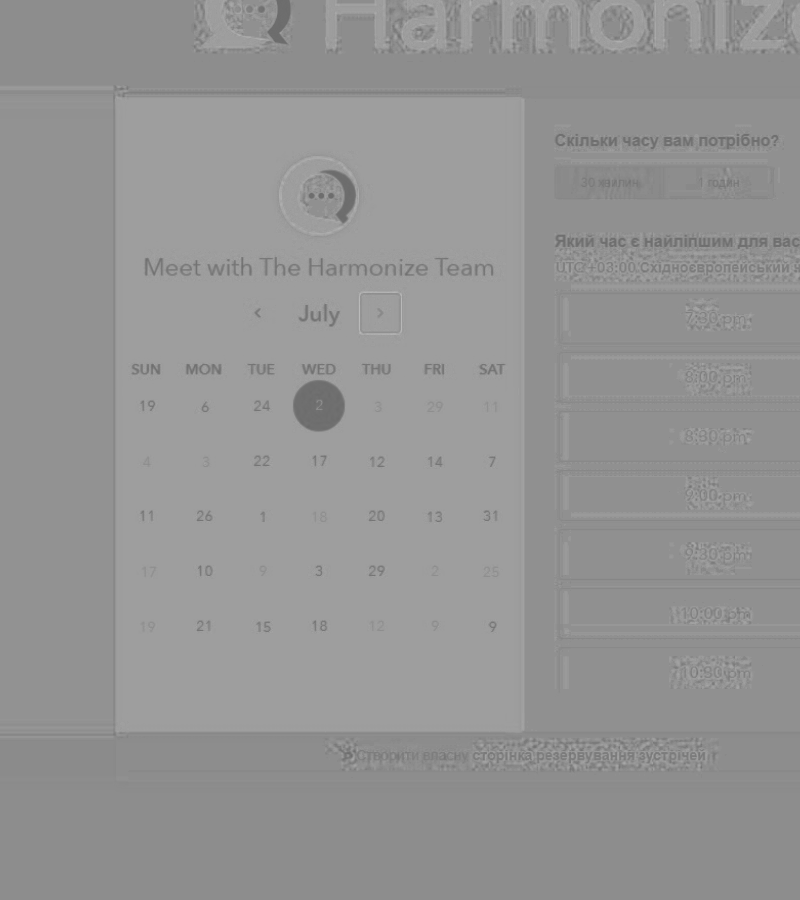 Harmonize
Meet with The Harmonize Team
July
SUN MON TUE WED THU FRI SAT
19 6 24 2 3 29 11
4 3 22 17 12 14 7
11 26 1 18 20 13 31
17 10 9 3 29 2 25
19 21 15 18 12 9 9
Скільки часу вам потрібно?
30 хвилин 1 годин
Який час є найліпшим для вас
UTC +03:00 Східноєвропейський
7:30 pm
8:00 pm
8:30 pm
9:00 pm
9:30 pm
10:00 pm
10:30 pm
Створити власну сторінка резервування зустрічей